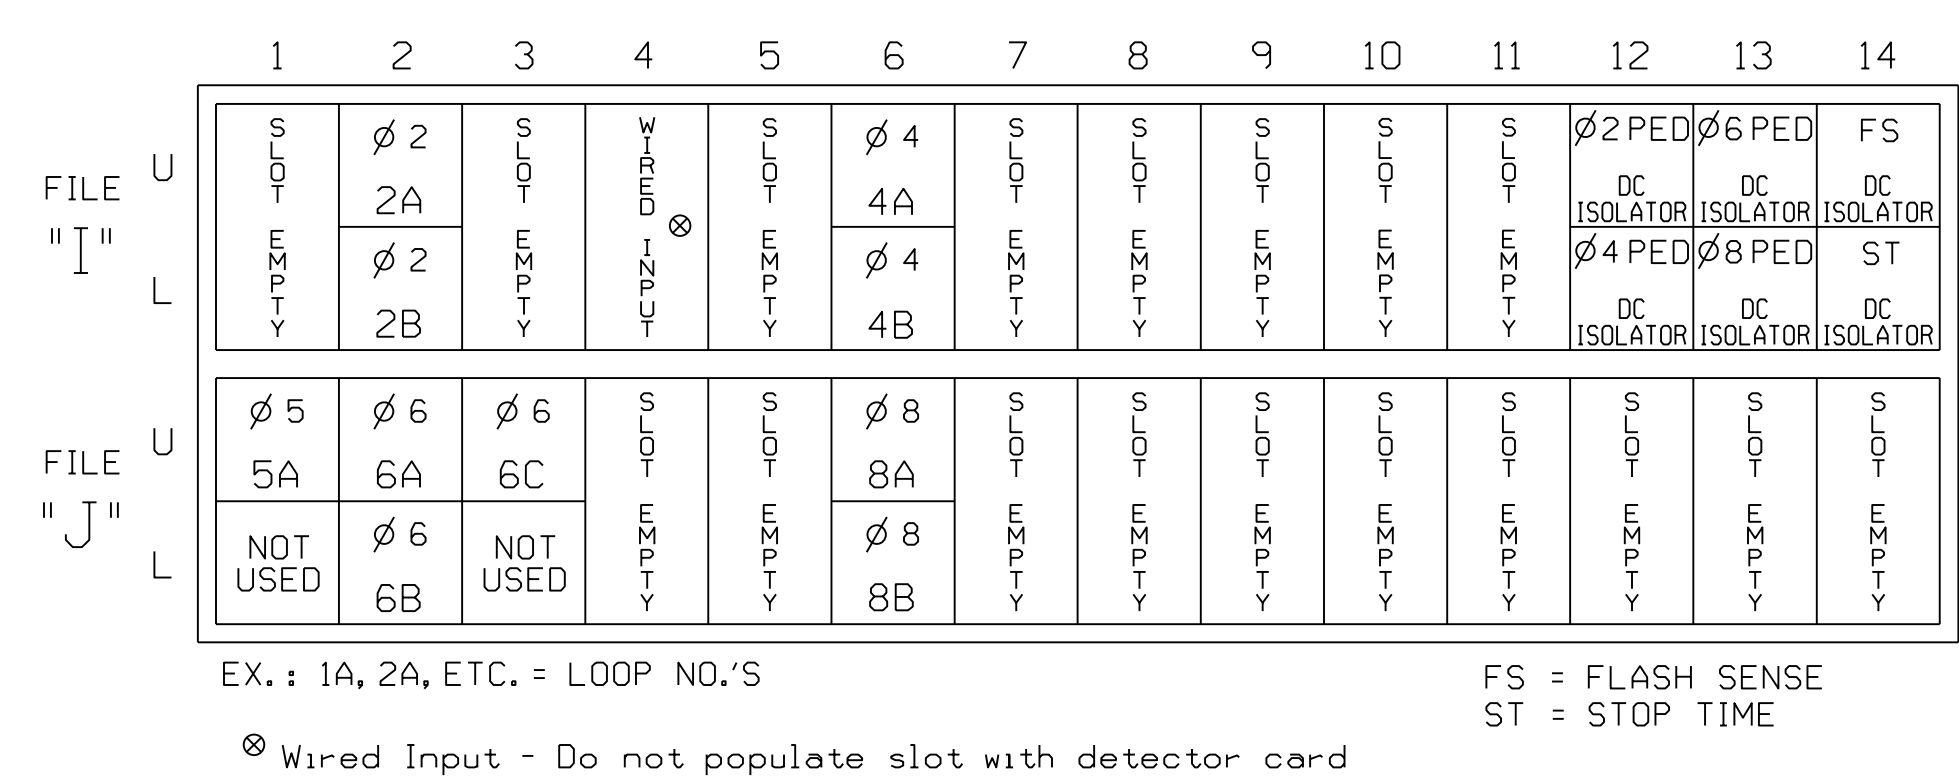 1 2 3 4 5 6 7 8 9 10 11 12 13 14
FILE "I"
U
SLOT EMPTY
Ø 2
2A
SLOT EMPTY
WIRED INPUT ⊗
SLOT EMPTY
Ø 4
4A
SLOT EMPTY
SLOT EMPTY
SLOT EMPTY
SLOT EMPTY
SLOT EMPTY
Ø2 PED
DC
ISOLATOR
Ø6 PED
DC
ISOLATOR
FS
DC
ISOLATOR
L
Ø 2
2B
Ø 4
4B
Ø4 PED
DC
ISOLATOR
Ø8 PED
DC
ISOLATOR
ST
DC
ISOLATOR
FILE "J"
U
Ø 5
5A
Ø 6
6A
Ø 6
6C
SLOT EMPTY
SLOT EMPTY
Ø 8
8A
SLOT EMPTY
SLOT EMPTY
SLOT EMPTY
SLOT EMPTY
SLOT EMPTY
SLOT EMPTY
SLOT EMPTY
SLOT EMPTY
L
NOT
USED
Ø 6
6B
NOT
USED
Ø 8
8B
EX.: 1A, 2A, ETC. = LOOP NO.'S
FS = FLASH SENSE
ST = STOP TIME
⊗ Wired Input - Do not populate slot with detector card